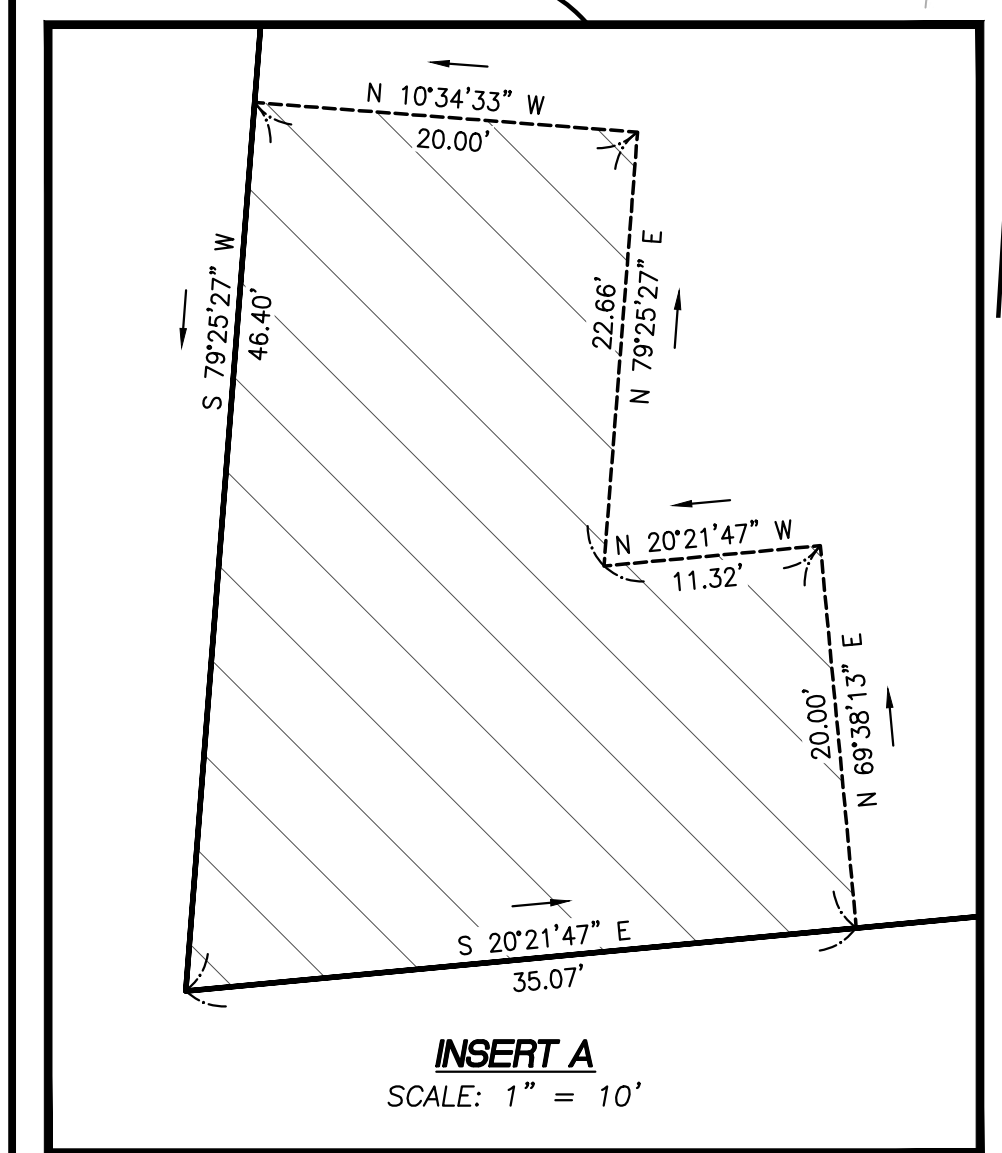 N 10°34'33" W
20.00'
S 79°25'27" W
46.40'
22.66'
N 79°25'27" E
N 20°21'47" W
11.32'
20.00'
N 69°38'13" E
S 20°21'47" E
35.07'
INSERT A
SCALE: 1" = 10'